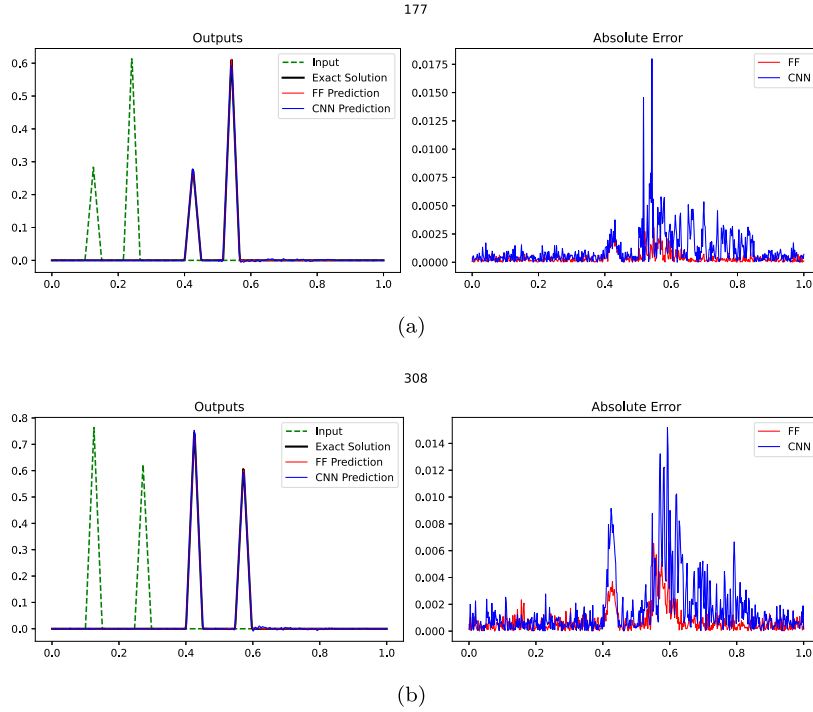 177
Outputs
Absolute Error
0.6
0.5
0.4
0.3
0.2
0.1
0.0
Input
Exact Solution
FF Prediction
CNN Prediction
0.0 0.2 0.4 0.6 0.8 1.0
0.0175
0.0150
0.0125
0.0100
0.0075
0.0050
0.0025
0.0000
FF
CNN
0.0 0.2 0.4 0.6 0.8 1.0
(a)
308
Outputs
Absolute Error
0.8
0.7
0.6
0.5
0.4
0.3
0.2
0.1
0.0
Input
Exact Solution
FF Prediction
CNN Prediction
0.0 0.2 0.4 0.6 0.8 1.0
0.014
0.012
0.010
0.008
0.006
0.004
0.002
0.000
FF
CNN
0.0 0.2 0.4 0.6 0.8 1.0
(b)